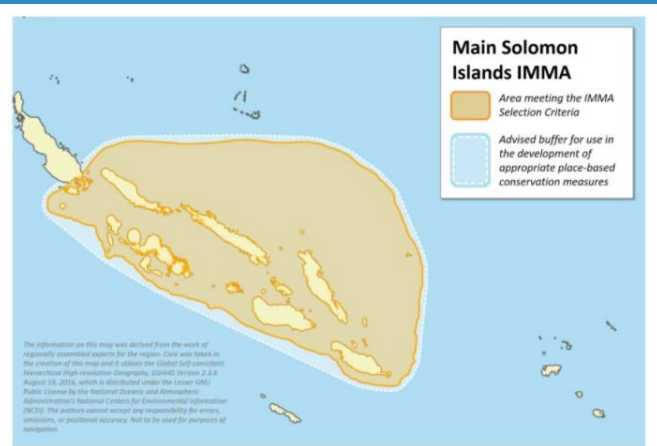 Main Solomon
Islands IMMA
Area meeting the IMMA
Selection Criteria
Advised buffer for use in
the development of
appropriate place-based
conservation measures
The information on this map was derived from the work of
regionally assembled experts for the region. Care was taken in
the creation of this map and it utilises the Global Self-consistent
Hierarchical High-resolution Geography, GSHHG Version 2.3.6
August 19, 2016, which is distributed under the Lesser GNU
Public License by the National Oceanic and Atmospheric
Administration's National Centers for Environmental Information
(NCEI). The authors cannot accept any responsibility for errors,
omissions, or positional accuracy. Not to be used for purposes of
navigation.